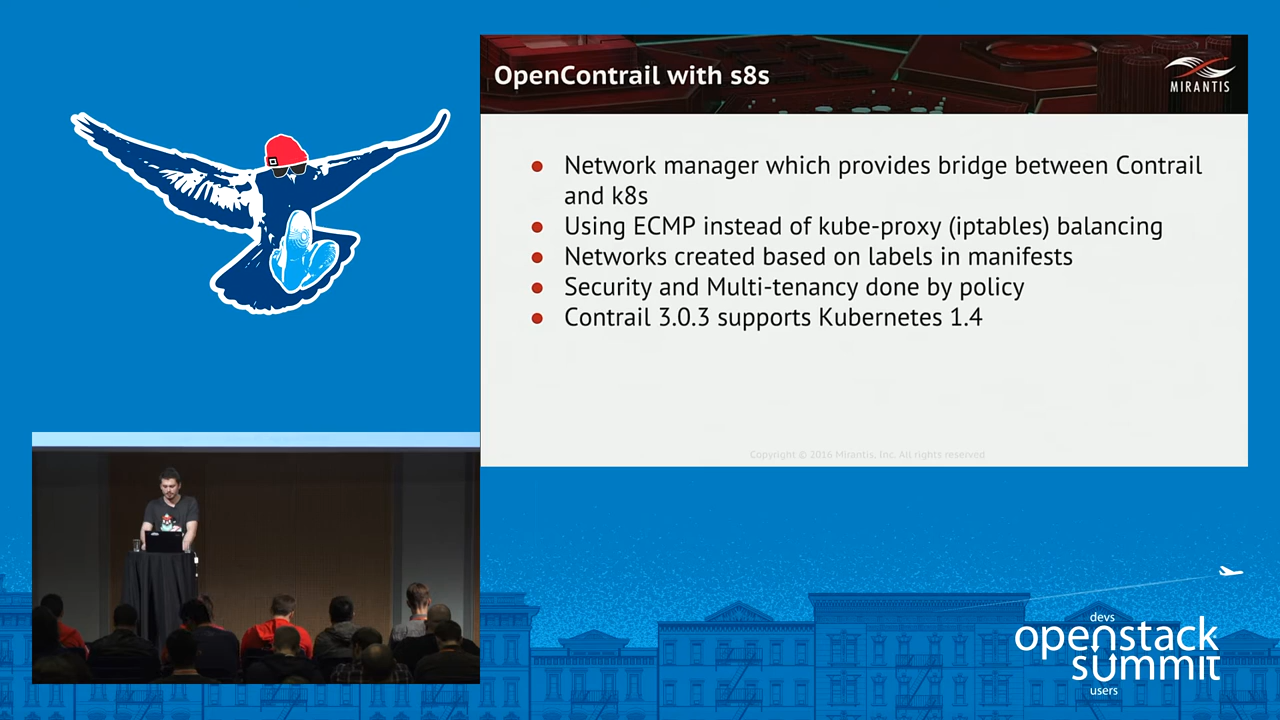 OpenContrail with s8s
MIRANTIS
Network manager which provides bridge between Contrail
and k8s
Using ECMP instead of kube-proxy (iptables) balancing
Networks created based on labels in manifests
Security and Multi-tenancy done by policy
Contrail 3.0.3 supports Kubernetes 1.4
Copyright © 2016 Mirantis, Inc. All rights reserved
devs
openstack
summit
users